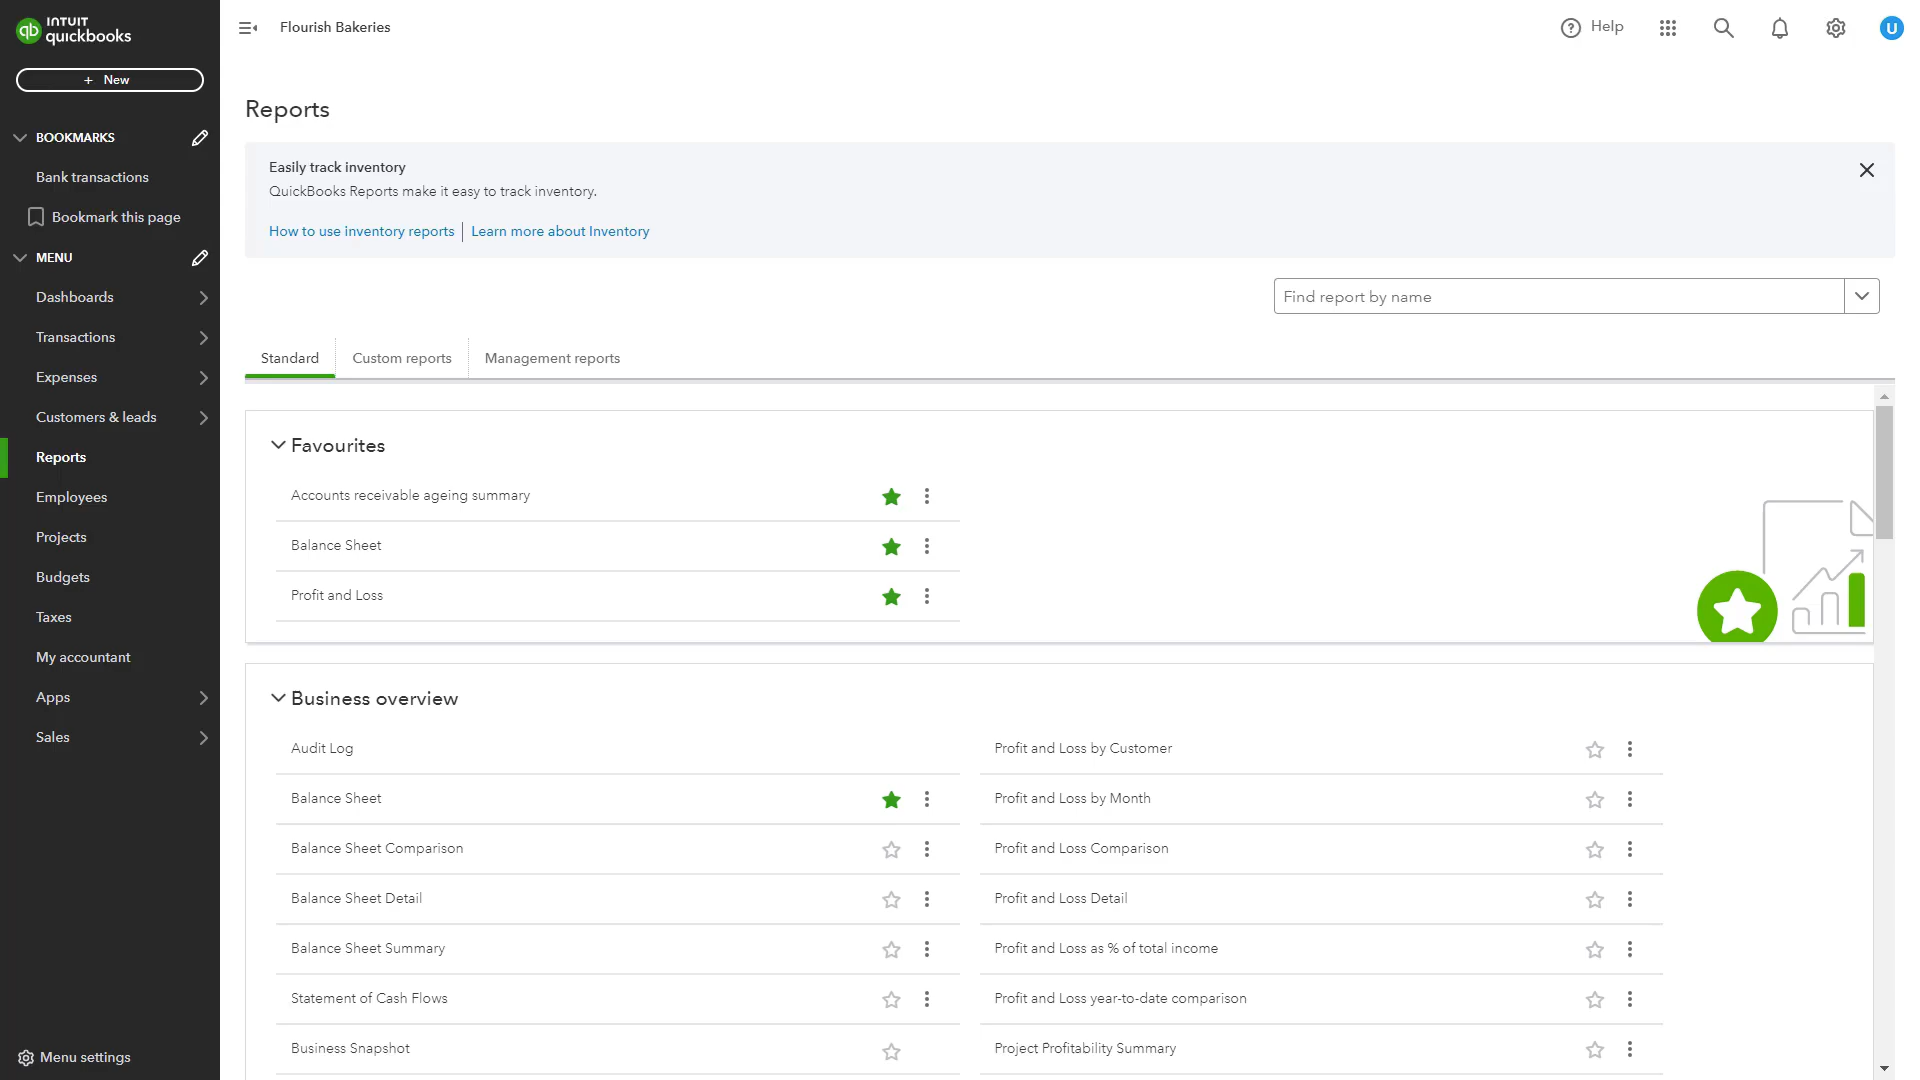 INTUIT
quickbooks
qb
+ New
BOOKMARKS
Bank transactions
Bookmark this page
MENU
Dashboards
Transactions
Expenses
Customers & leads
Reports
Employees
Projects
Budgets
Taxes
My accountant
Apps
Sales
Menu settings
Flourish Bakeries
? Help
U
Reports
Easily track inventory
QuickBooks Reports make it easy to track inventory.
How to use inventory reports | Learn more about Inventory
Find report by name
Standard
Custom reports
Management reports
Favourites
Accounts receivable ageing summary
Balance Sheet
Profit and Loss
Business overview
Audit Log
Balance Sheet
Balance Sheet Comparison
Balance Sheet Detail
Balance Sheet Summary
Statement of Cash Flows
Business Snapshot
Profit and Loss by Customer
Profit and Loss by Month
Profit and Loss Comparison
Profit and Loss Detail
Profit and Loss as % of total income
Profit and Loss year-to-date comparison
Project Profitability Summary